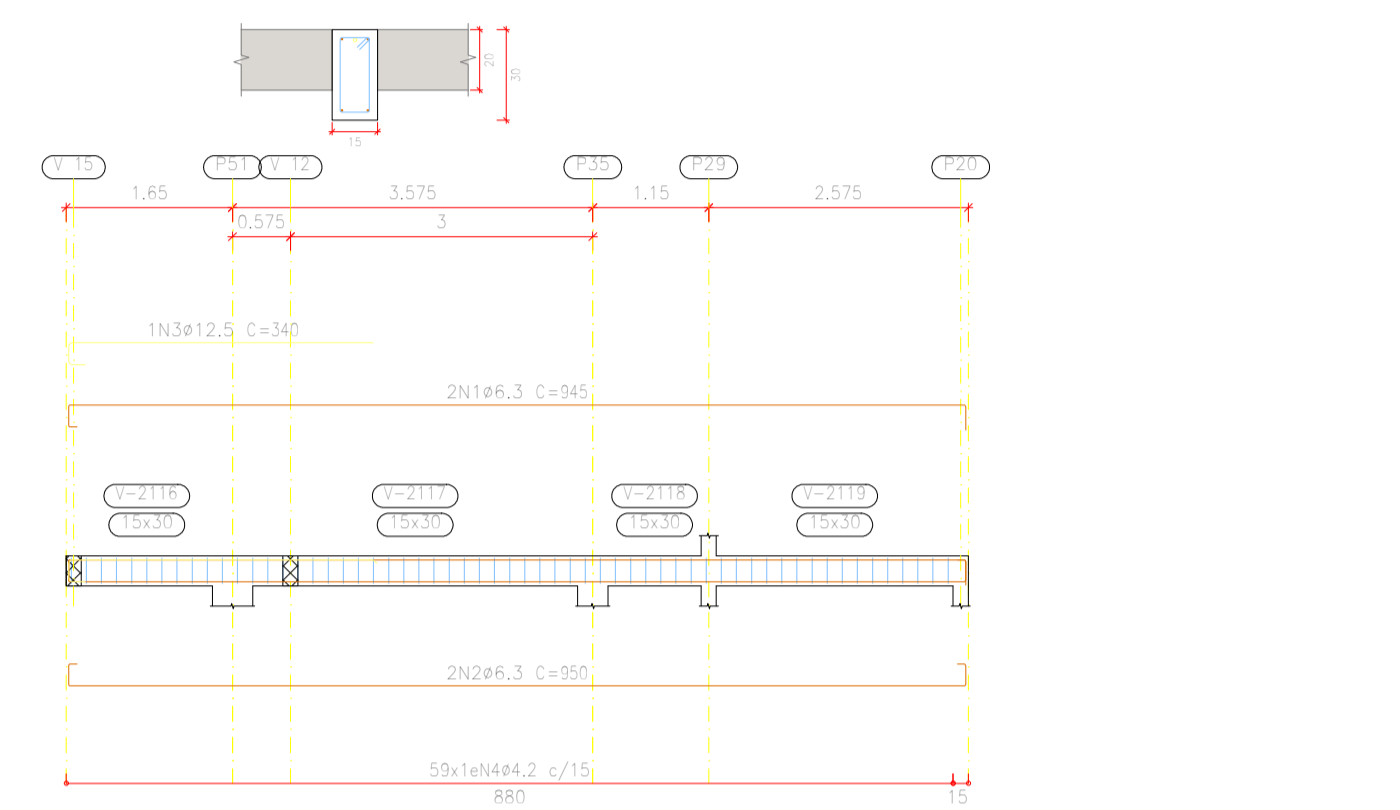 20
30
15
V 15
P51
V 12
P35
P29
P20
1.65
3.575
1.15
2.575
0.575
3
1N3ø12.5 C=340
2N1ø6.3 C=945
V-2116
V-2117
V-2118
V-2119
15x30
15x30
15x30
15x30
2N2ø6.3 C=950
59x1eN4ø4.2 c/15
880
15